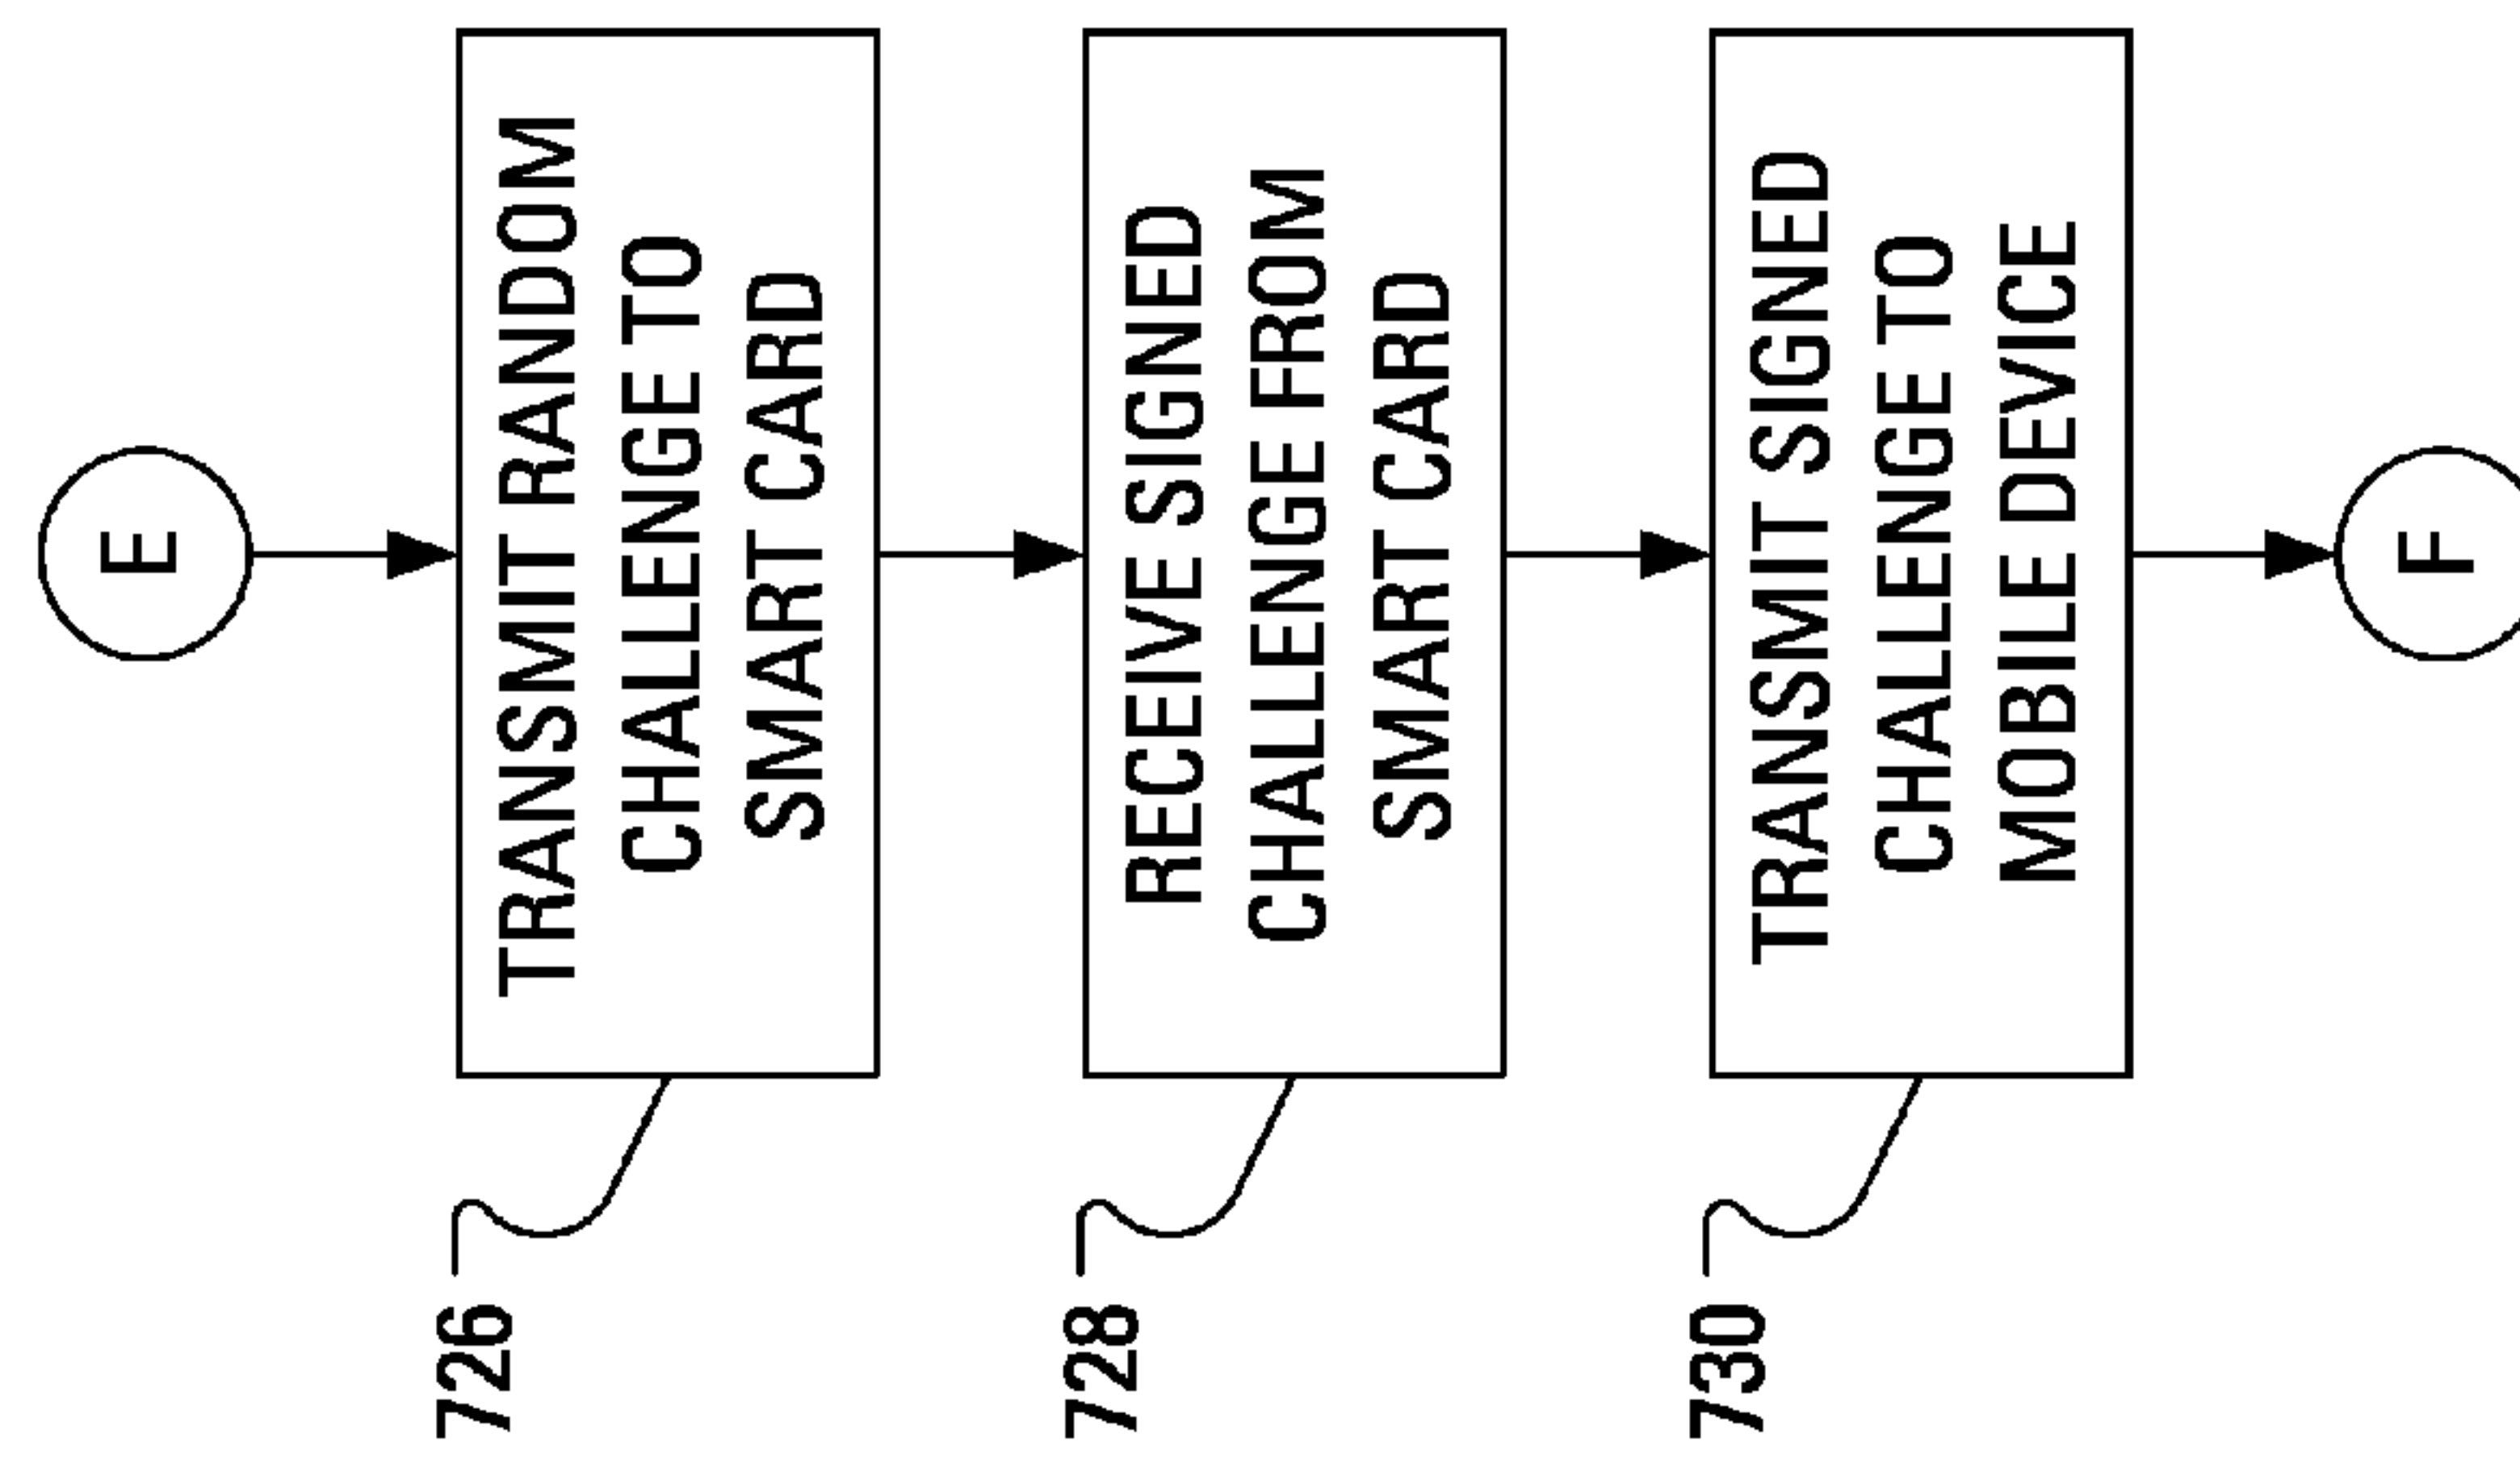 E
TRANSMIT RANDOM
CHALLENGE TO
SMART CARD
726
RECEIVE SIGNED
CHALLENGE FROM
SMART CARD
728
TRANSMIT SIGNED
CHALLENGE TO
MOBILE DEVICE
730
F